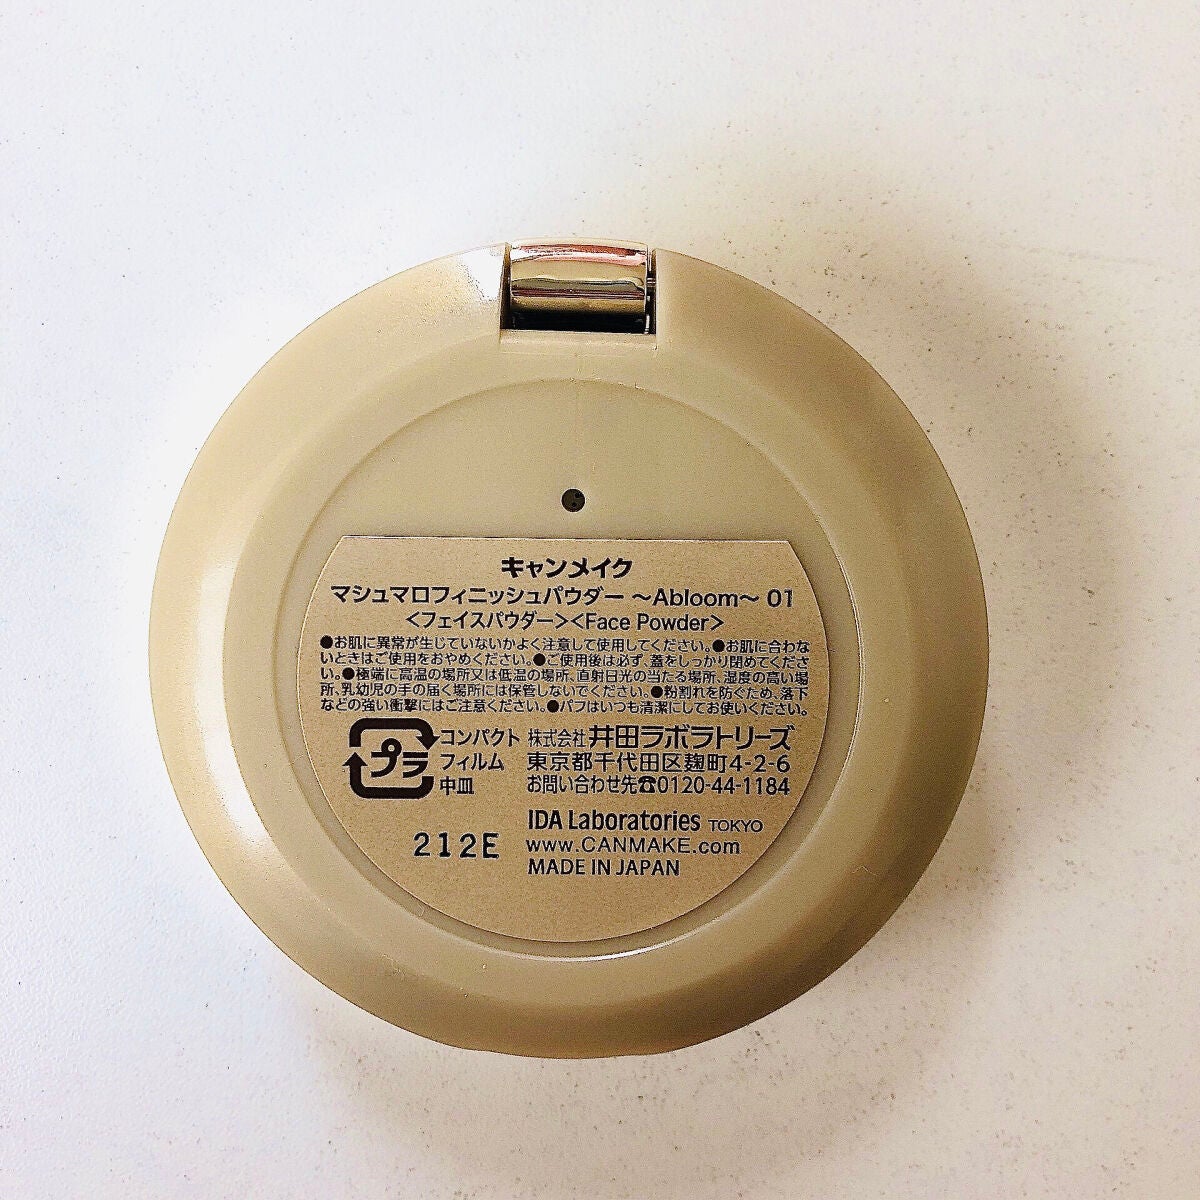 キャンメイク
マシュマロフィニッシュパウダー ～Abloom～ 01
＜フェイスパウダー＞＜Face Powder＞
●お肌に異常が生じていないかよく注意して使用してください。●お肌に合わな
いときはご使用をおやめください。●ご使用後は必ず、蓋をしっかり閉めてくださ
い。●極端に高温の場所又は低温の場所、直射日光の当たる場所、湿度の高い場
所、乳幼児の手の届く場所には保管しないでください。●粉割れを防ぐため、落下
などの強い衝撃にはご注意ください。●パフはいつも清潔にしてお使いください。
プラ
コンパクト
フィルム
中皿
株式会社 井田ラボラトリーズ
東京都千代田区麹町4-2-6
お問い合わせ先☎0120-44-1184
212E
IDA Laboratories TOKYO
www.CANMAKE.com
MADE IN JAPAN